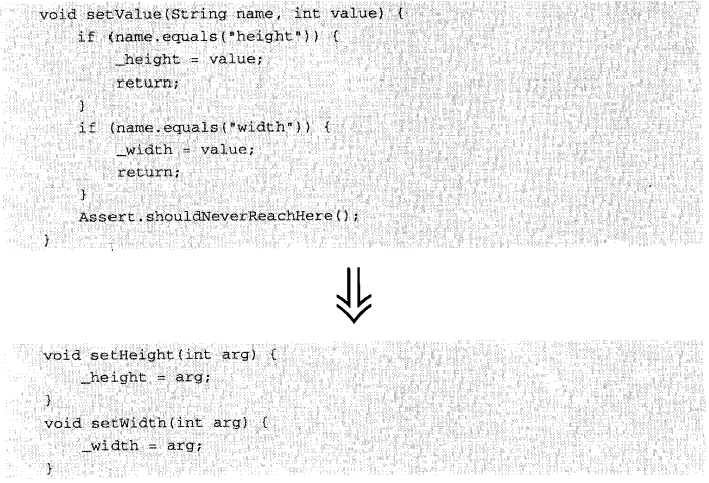 void setValue(String name, int value) {
    if (name.equals("height")) {
        _height = value;
        return;
    }
    if (name.equals("width")) {
        _width = value;
        return;
    }
    Assert.shouldNeverReachHere();
}
void setHeight(int arg) {
    _height = arg;
}
void setWidth(int arg) {
    _width = arg;
}